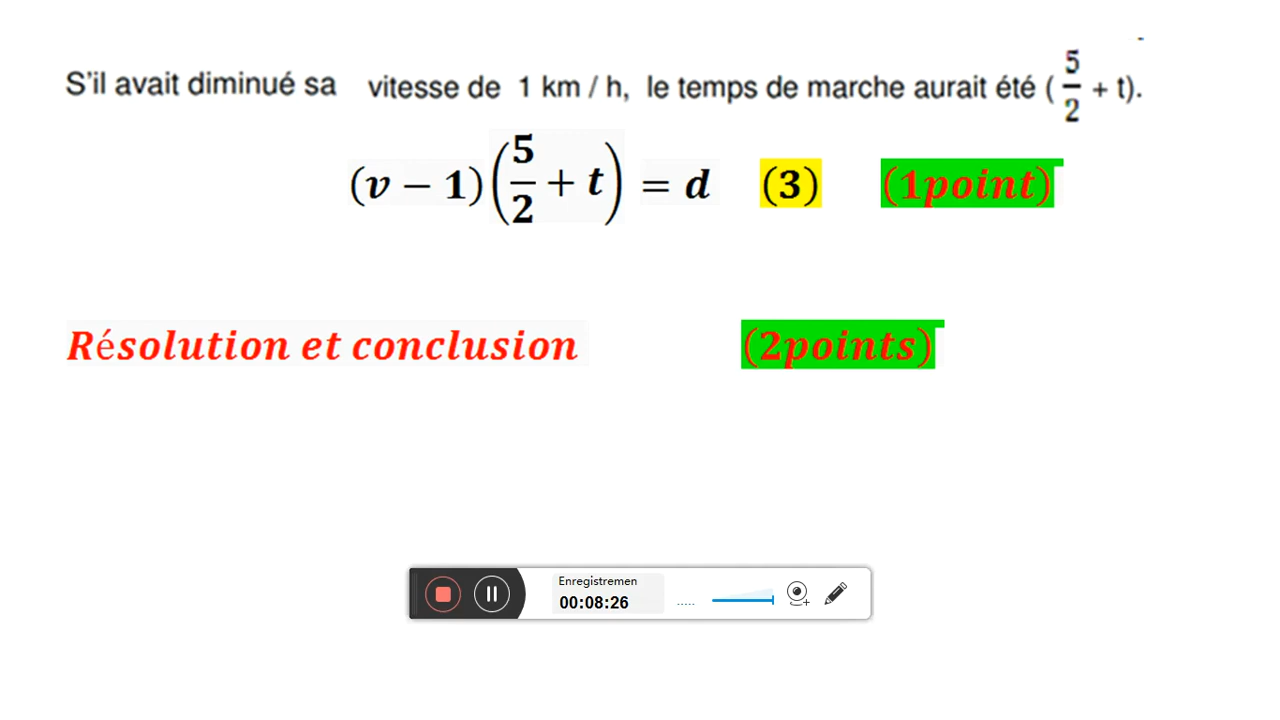 S'il avait diminué sa vitesse de 1 km / h, le temps de marche aurait été ( 5/2 + t).
(v − 1)(5/2 + t) = d (3) (1point)
Résolution et conclusion (2points)
Enregistremen
00:08:26